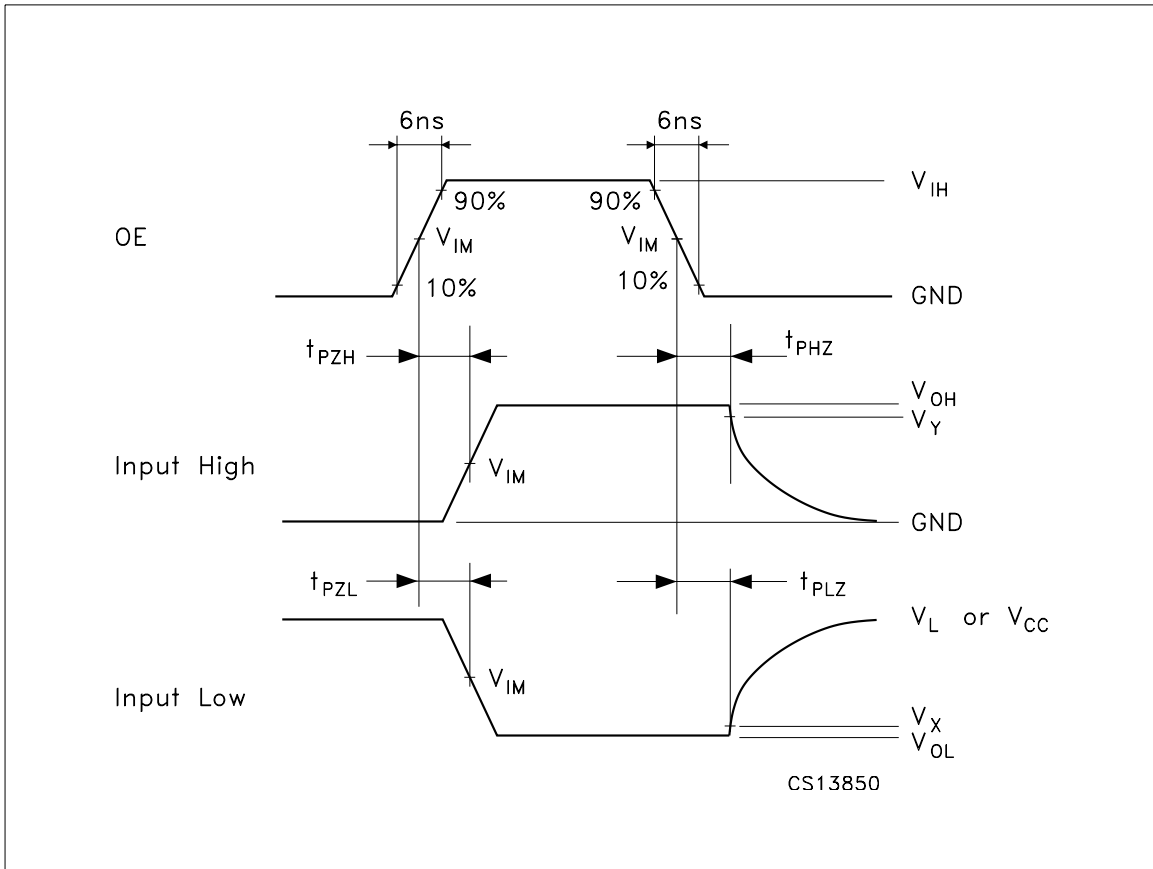 6ns 6ns
V_IH
90% 90%
OE V_IM V_IM
10% 10%
GND
t_PZH t_PHZ
V_OH
V_Y
Input High V_IM
GND
t_PZL t_PLZ
V_L or V_CC
V_IM
Input Low
V_X
V_OL
CS13850